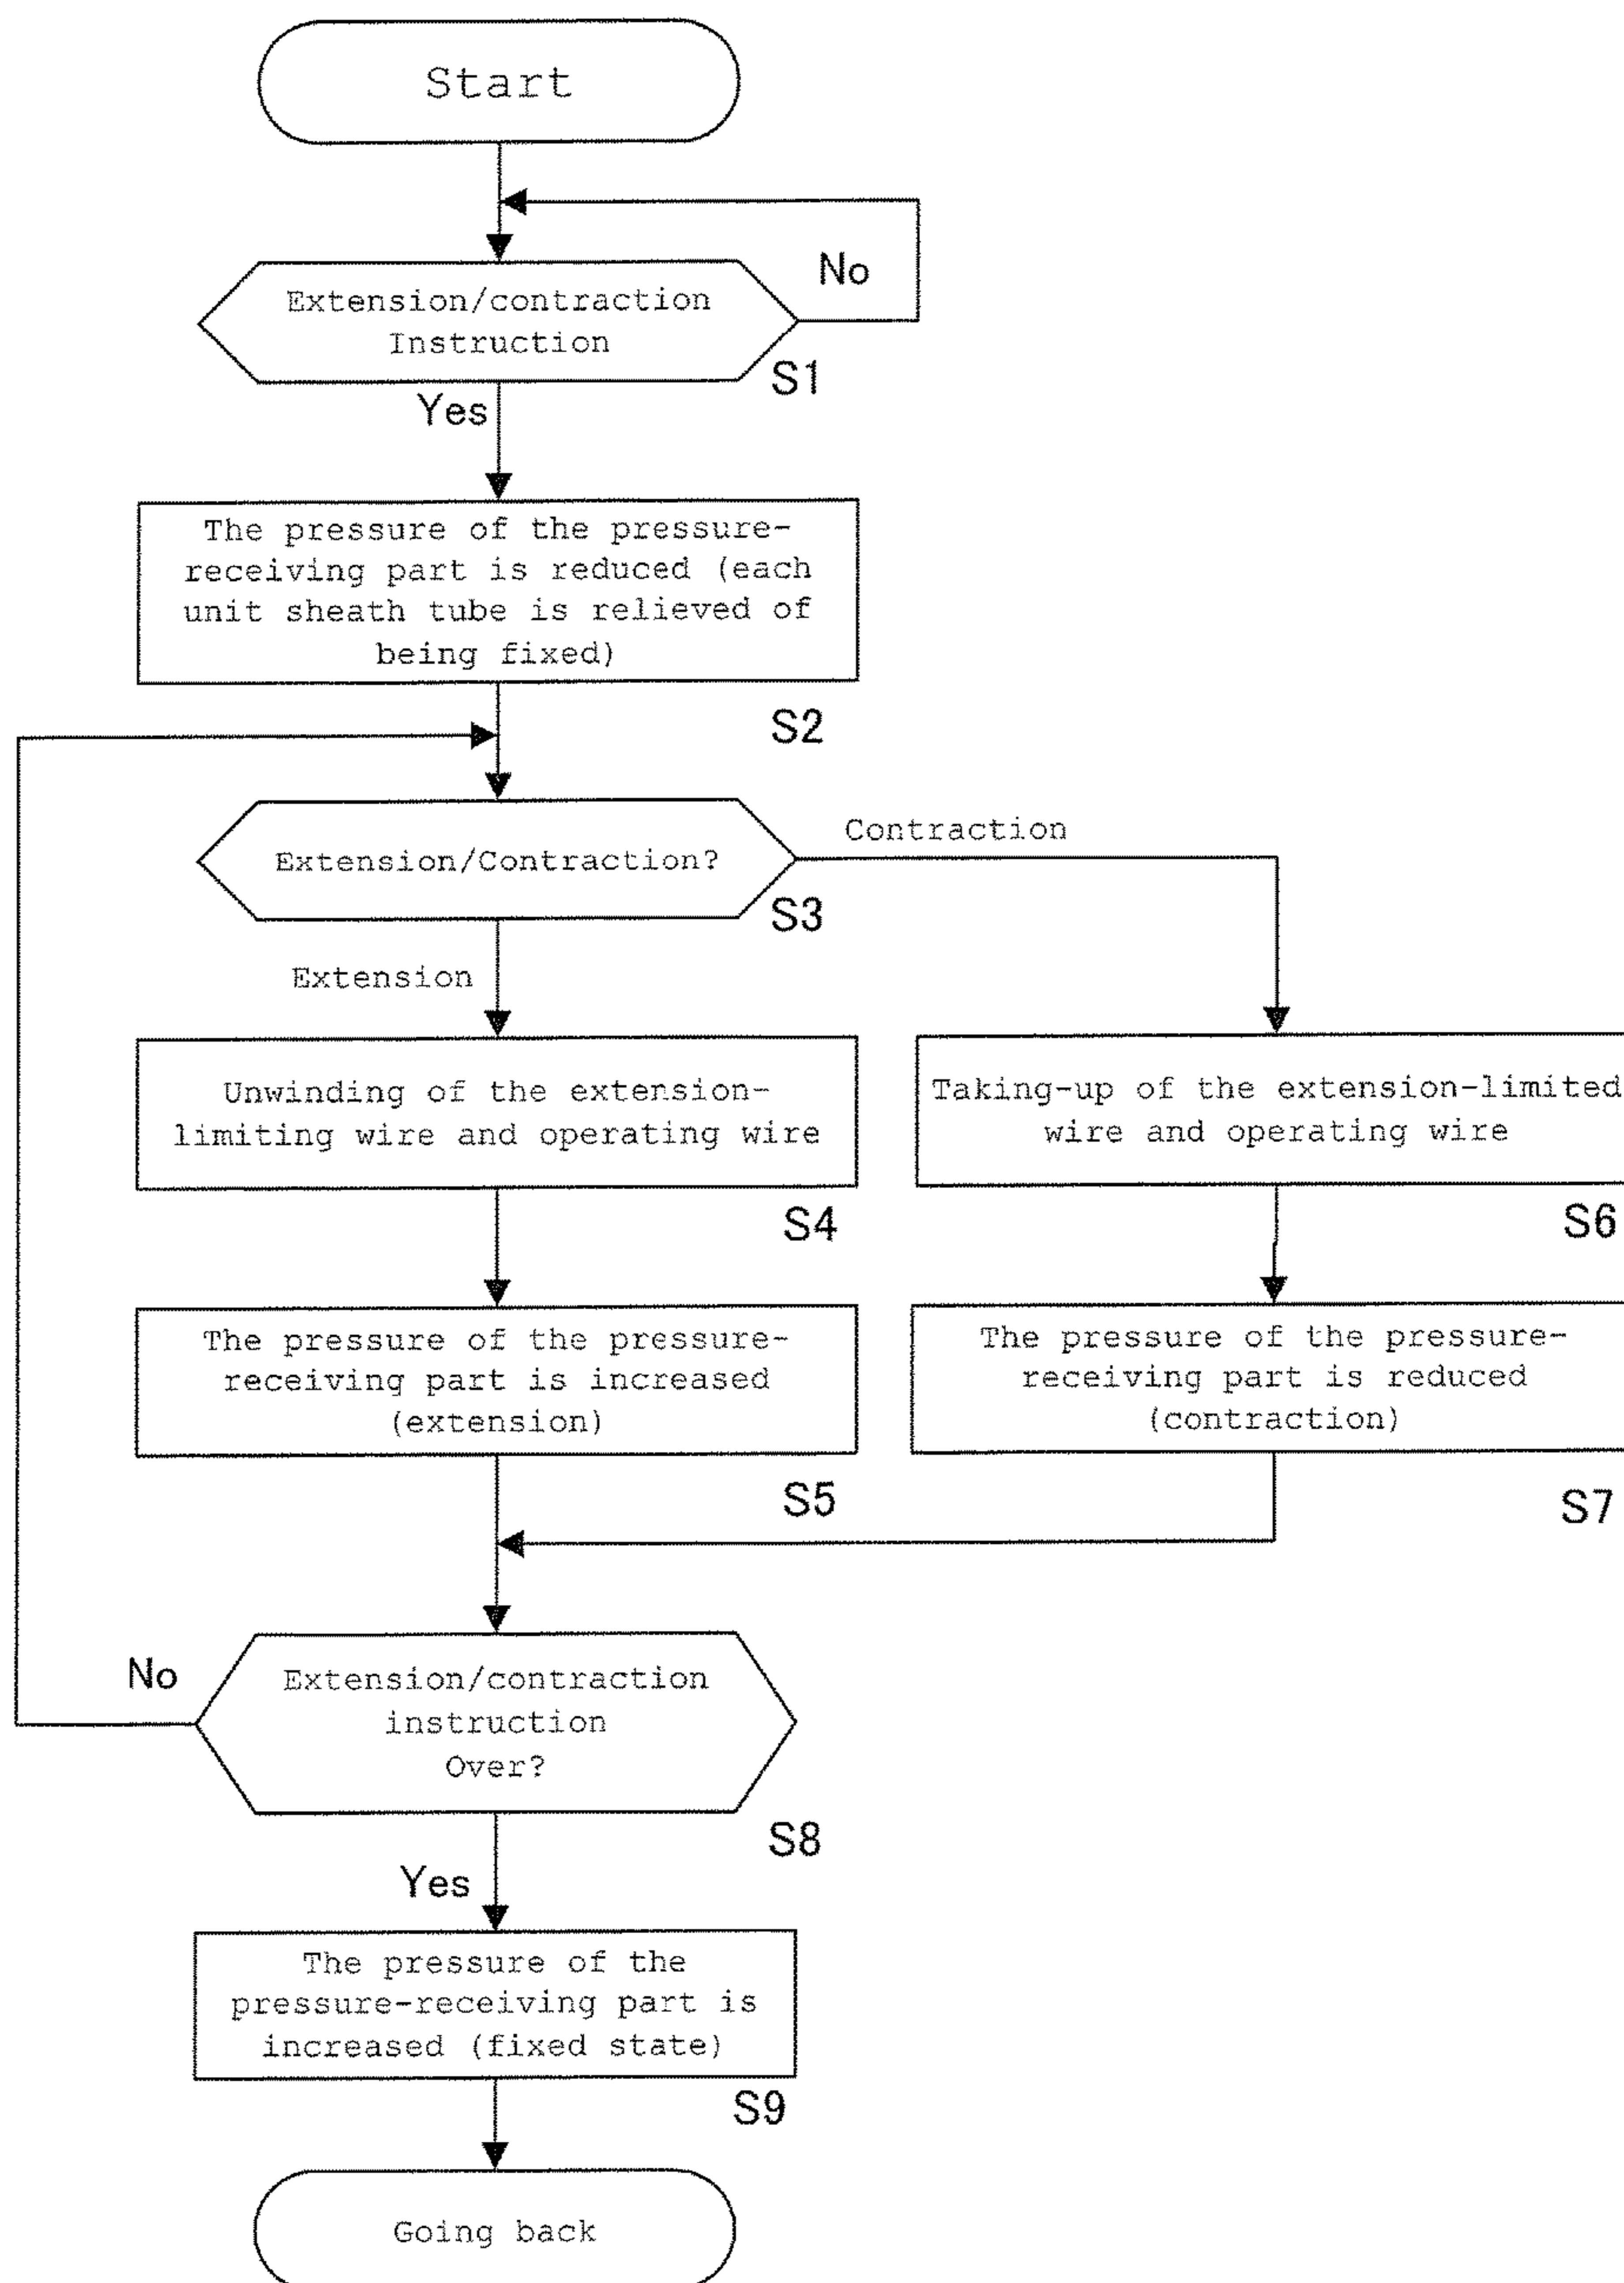 Start
No
Extension/contraction
Instruction
S1
Yes
The pressure of the pressure-
receiving part is reduced (each
unit sheath tube is relieved of
being fixed)
S2
Contraction
Extension/Contraction?
S3
Extension
Unwinding of the extension-
limiting wire and operating wire
S4
Taking-up of the extension-limited
wire and operating wire
S6
The pressure of the pressure-
receiving part is increased
(extension)
S5
The pressure of the pressure-
receiving part is reduced
(contraction)
S7
No
Extension/contraction
instruction
Over?
S8
Yes
The pressure of the
pressure-receiving part is
increased (fixed state)
S9
Going back